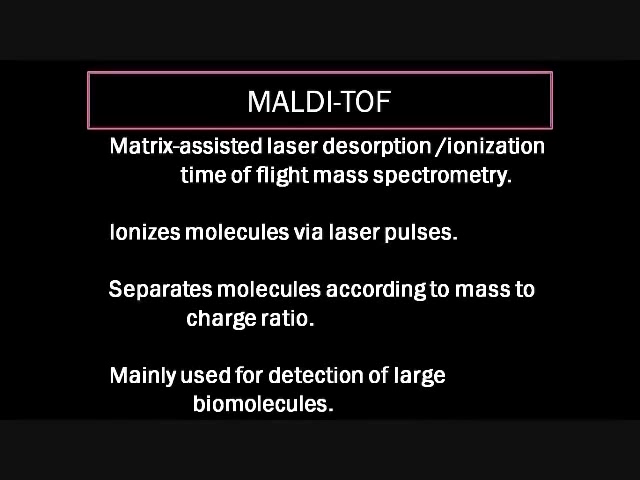 MALDI-TOF
Matrix-assisted laser desorption /ionization
time of flight mass spectrometry.
Ionizes molecules via laser pulses.
Separates molecules according to mass to
charge ratio.
Mainly used for detection of large
biomolecules.